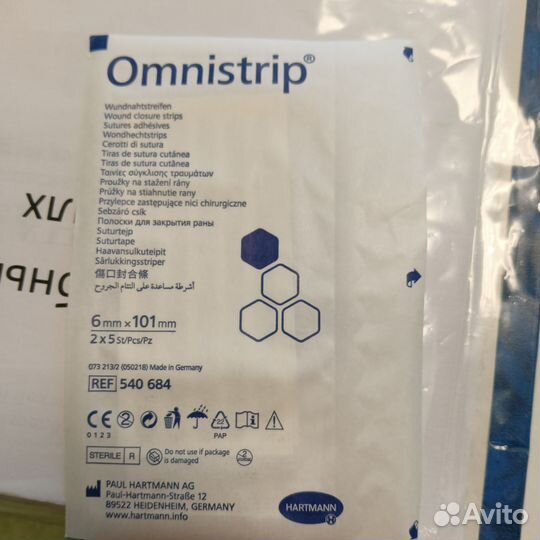 Omnistrip®
Wundnahtstreifen
Wound closure strips
Sutures adhésives
Wondhechtstrips
Cerotti di sutura
Tiras de sutura cutánea
Tiras de sutura cutânea
Ταινίες σύγκλισης τραυμάτων
Proužky na stažení rány
Prúžky na stiahnutie rany
Przylepce zastępujące nici chirurgiczne
Sebzáró csík
Полоски для закрытия раны
Suturtejp
Suturtape
Haavansulkuteipit
Sårlukkingsstriper
傷口封合條
أشرطة مساعدة على التئام الجروح
6 mm x 101 mm
2 x 5 St/Pcs/Pz
073 213/2 (050218) Made in Germany
REF 540 684
CE 2 22 i
0123 PAP
STERILE R Do not use if package is damaged 2
PAUL HARTMANN AG
Paul-Hartmann-Straße 12
89522 HEIDENHEIM, GERMANY
www.hartmann.info
HARTMANN
Avito